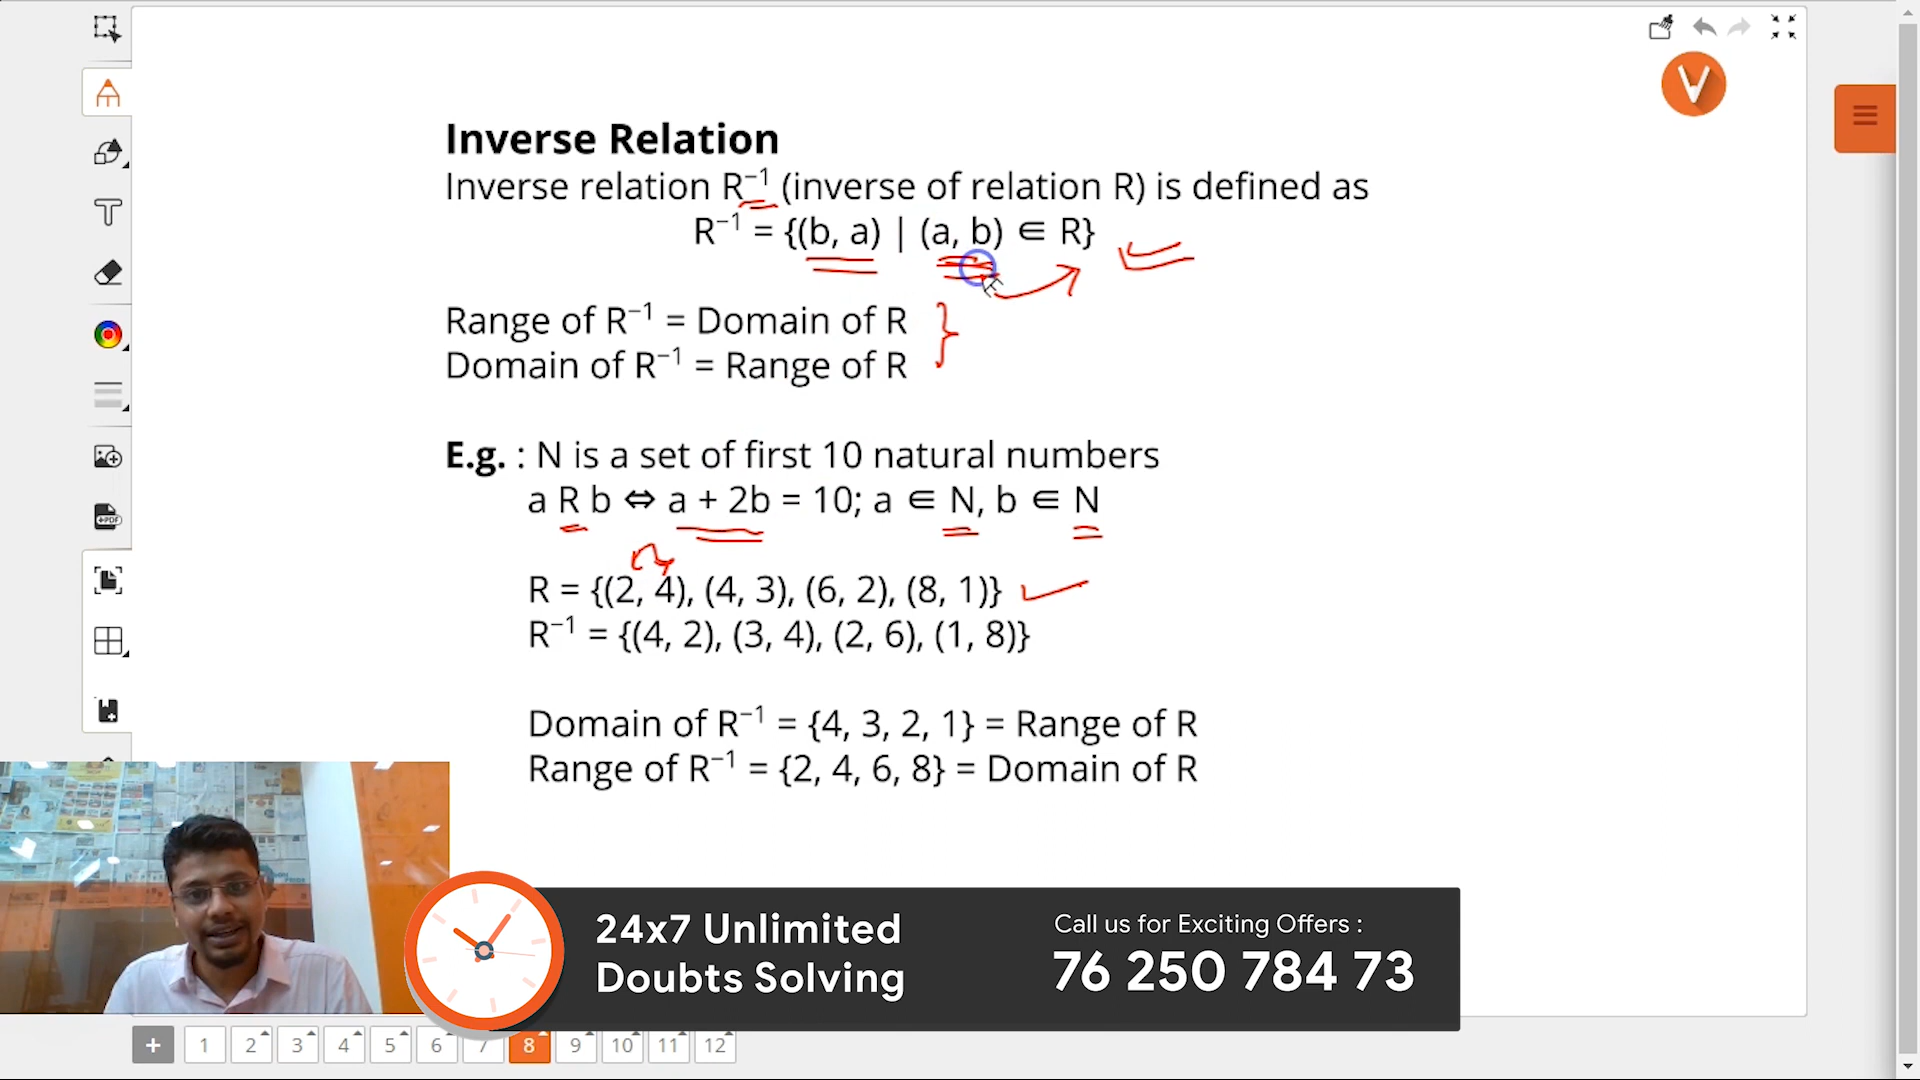 Inverse Relation
Inverse relation R⁻¹ (inverse of relation R) is defined as
R⁻¹ = {(b, a) | (a, b) ∈ R}
Range of R⁻¹ = Domain of R
Domain of R⁻¹ = Range of R
E.g. : N is a set of first 10 natural numbers
a R b ⇔ a + 2b = 10; a ∈ N, b ∈ N
R = {(2, 4), (4, 3), (6, 2), (8, 1)}
R⁻¹ = {(4, 2), (3, 4), (2, 6), (1, 8)}
Domain of R⁻¹ = {4, 3, 2, 1} = Range of R
Range of R⁻¹ = {2, 4, 6, 8} = Domain of R
24x7 Unlimited
Doubts Solving
Call us for Exciting Offers :
76 250 784 73
+ 1 2 3 4 5 6 7 8 9 10 11 12